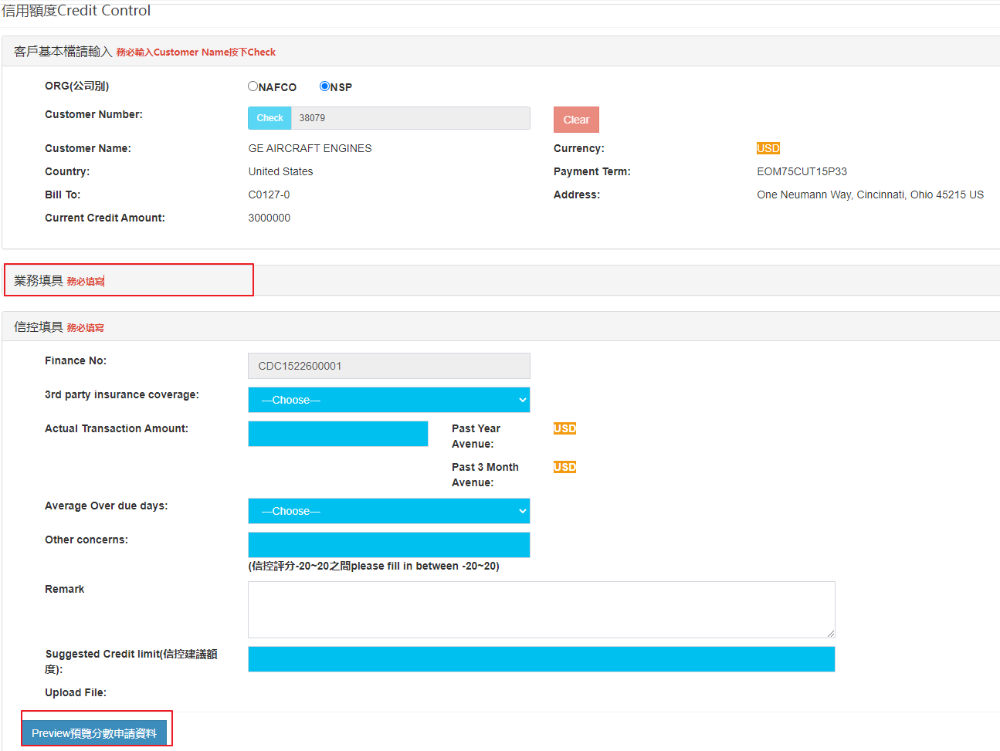 信用額度Credit Control
客戶基本檔請輸入 務必輸入Customer Name按下Check
ORG(公司別) NAFCO NSP
Customer Number: Check 38079 Clear
Customer Name: GE AIRCRAFT ENGINES Currency: USD
Country: United States Payment Term: EOM75CUT15P33
Bill To: C0127-0 Address: One Neumann Way, Cincinnati, Ohio 45215 US
Current Credit Amount: 3000000
業務填具 務必填寫
信控填具 務必填寫
Finance No: CDC1522600001
3rd party insurance coverage: ---Choose---
Actual Transaction Amount: Past Year USD
Avenue:
Past 3 Month USD
Avenue:
Average Over due days: ---Choose---
Other concerns:
(信控評分-20~20之間please fill in between -20~20)
Remark
Suggested Credit limit(信控建議額
度):
Upload File:
Preview預覽分數申請資料